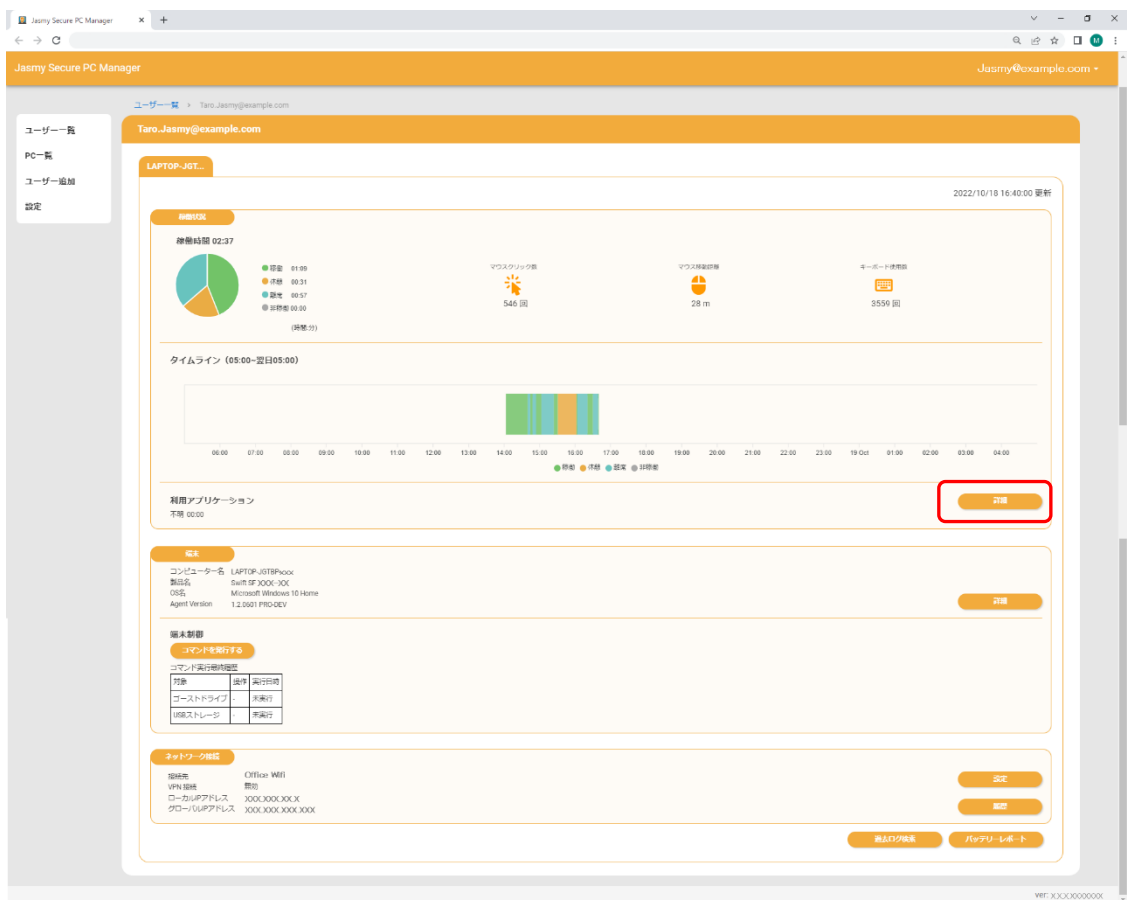 Jasmy Secure PC Manager
Jasmy Secure PC Manager
Jasmy@example.com
ユーザー一覧 > Taro.Jasmy@example.com
ユーザー一覧
PC一覧
ユーザー追加
設定
Taro.Jasmy@example.com
LAPTOP-JGT...
2022/10/18 16:40:00 更新
稼働状況
稼働時間 02:37
稼働 01:09
休憩 00:31
離席 00:57
非稼働 00:00
(時間:分)
マウスクリック数
546 回
マウス移動距離
28 m
キーボード使用数
3559 回
タイムライン（05:00~翌日05:00）
06:00 07:00 08:00 09:00 10:00 11:00 12:00 13:00 14:00 15:00 16:00 17:00 18:00 19:00 20:00 21:00 22:00 23:00 19 Oct 01:00 02:00 03:00 04:00
稼働 休憩 離席 非稼働
利用アプリケーション
不明 00:00
詳細
端末
コンピューター名 LAPTOP-JGTBPxxxx
製品名 Swift SF XXX-XX
OS名 Microsoft Windows 10 Home
Agent Version 1.2.0601 PRO-DEV
詳細
端末制御
コマンドを発行する
コマンド実行最終履歴
対象 操作 実行日時
ゴーストドライブ - 未実行
USBストレージ - 未実行
ネットワーク接続
接続先 Office Wifi
VPN 接続 無効
ローカルIPアドレス XXX.XXX.XX.X
グローバルIPアドレス XXX.XXX.XXX.XXX
設定
履歴
過去ログ検索 バッテリーレポート
ver: X.X.XXXXXXX